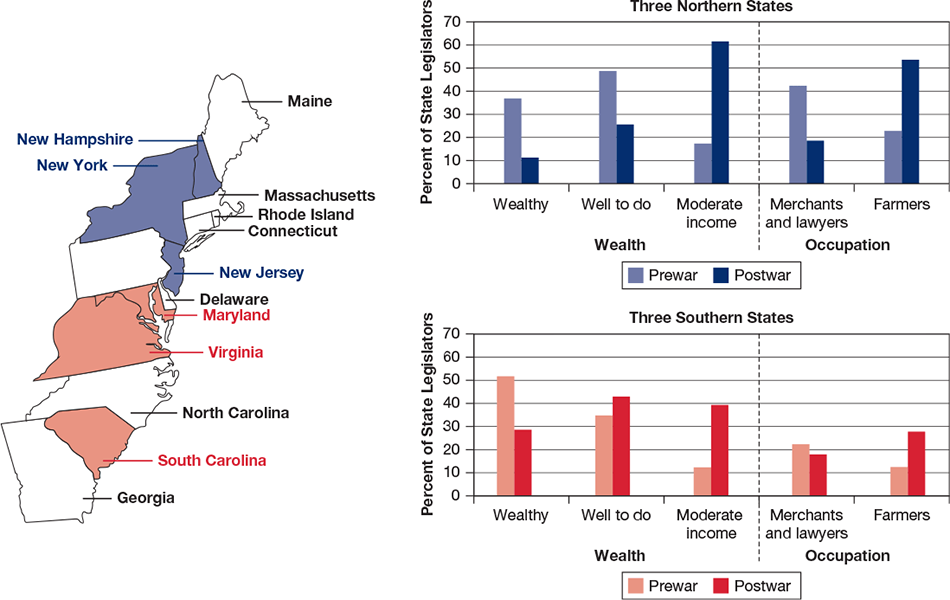 Maine
New Hampshire
New York
Massachusetts
Rhode Island
Connecticut
New Jersey
Delaware
Maryland
Virginia
North Carolina
South Carolina
Georgia
Three Northern States
Percent of State Legislators
70
60
50
40
30
20
10
0
Wealthy
Well to do
Moderate
income
Merchants
and lawyers
Farmers
Wealth
Occupation
Prewar
Postwar
Three Southern States
Percent of State Legislators
70
60
50
40
30
20
10
0
Wealthy
Well to do
Moderate
income
Merchants
and lawyers
Farmers
Wealth
Occupation
Prewar
Postwar